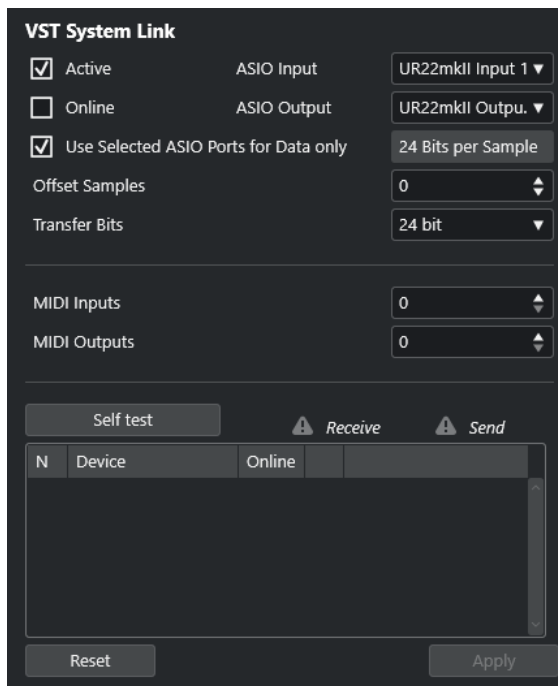 VST System Link
Active ASIO Input UR22mkII Input 1
Online ASIO Output UR22mkII Outpu.
Use Selected ASIO Ports for Data only 24 Bits per Sample
Offset Samples 0
Transfer Bits 24 bit
MIDI Inputs 0
MIDI Outputs 0
Self test Receive Send
N Device Online
Reset Apply